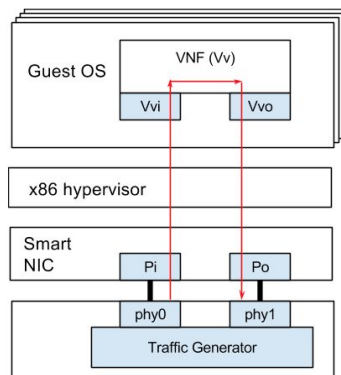 VNF (Vv)
Guest OS
Vvi
Vvo
x86 hypervisor
Smart
NIC
Pi
Po
phy0
phy1
Traffic Generator